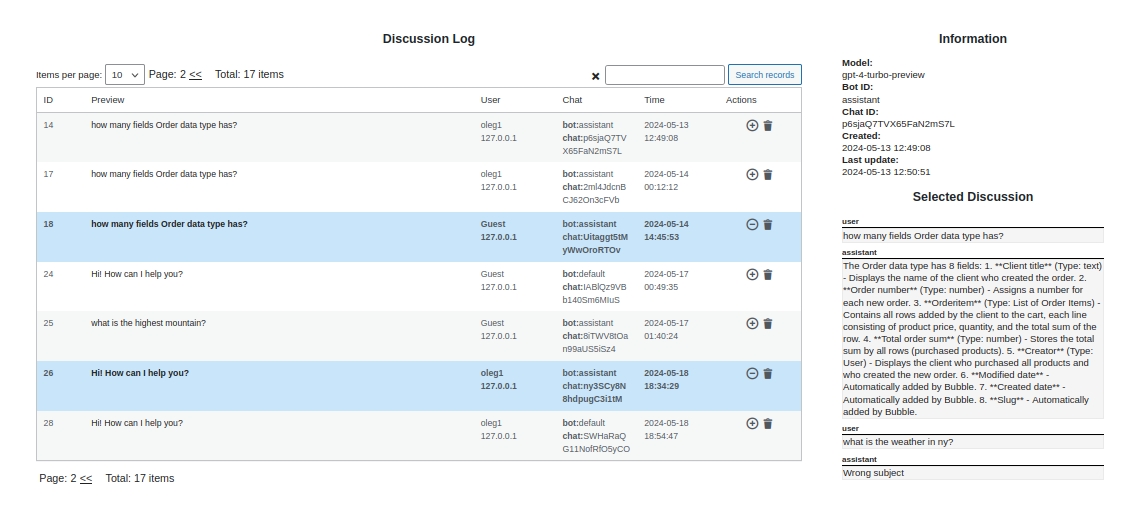 Discussion Log
Items per page: 10 Page: 2 << Total: 17 items
× Search records
ID Preview User Chat Time Actions
14 how many fields Order data type has? oleg1 bot:assistant 2024-05-13
127.0.0.1 chat:p6sjaQ7TV 12:49:08
X65FaN2mS7L
17 how many fields Order data type has? oleg1 bot:assistant 2024-05-14
127.0.0.1 chat:2ml4JdcnB 00:12:12
CJ62On3cFVb
18 how many fields Order data type has? Guest bot:assistant 2024-05-14
127.0.0.1 chat:Uitaggt5tM 14:45:53
yWwOroRTOv
24 Hi! How can I help you? Guest bot:default 2024-05-17
127.0.0.1 chat:IABlQz9VB 00:49:35
b140Sm6MIuS
25 what is the highest mountain? Guest bot:assistant 2024-05-17
127.0.0.1 chat:8iTWV8tOa 01:40:24
n99aUS5iSz4
26 Hi! How can I help you? oleg1 bot:assistant 2024-05-18
127.0.0.1 chat:ny3SCy8N 18:34:29
8hdpugC3i1tM
28 Hi! How can I help you? oleg1 bot:default 2024-05-18
127.0.0.1 chat:SWHaRaQ 18:54:47
G11NofRfO5yCO
Page: 2 << Total: 17 items
Information
Model:
gpt-4-turbo-preview
Bot ID:
assistant
Chat ID:
p6sjaQ7TVX65FaN2mS7L
Created:
2024-05-13 12:49:08
Last update:
2024-05-13 12:50:51
Selected Discussion
user
how many fields Order data type has?
assistant
The Order data type has 8 fields: 1. **Client title** (Type: text)
- Displays the name of the client who created the order. 2.
**Order number** (Type: number) - Assigns a number for
each new order. 3. **Orderitem** (Type: List of Order Items) -
Contains all rows added by the client to the cart, each line
consisting of product price, quantity, and the total sum of the
row. 4. **Total order sum** (Type: number) - Stores the total
sum by all rows (purchased products). 5. **Creator** (Type:
User) - Displays the client who purchased all products and
who created the new order. 6. **Modified date** -
Automatically added by Bubble. 7. **Created date** -
Automatically added by Bubble. 8. **Slug** - Automatically
added by Bubble.
user
what is the weather in ny?
assistant
Wrong subject